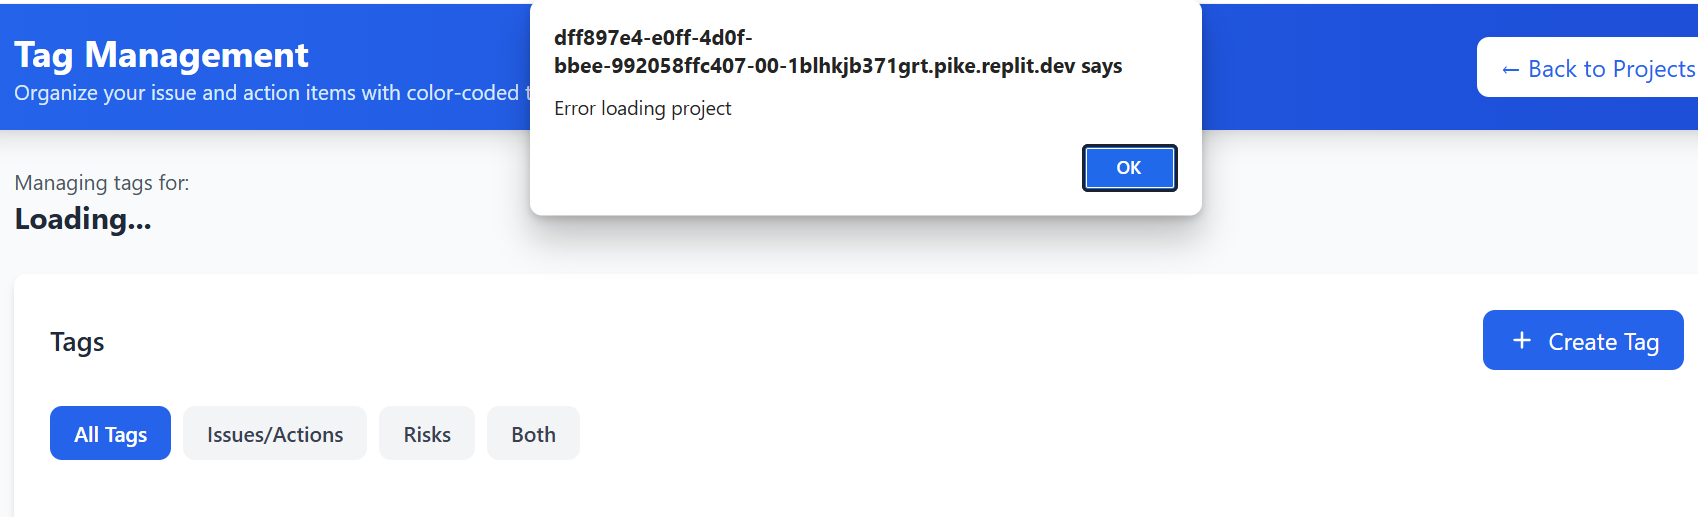 Tag Management
Organize your issue and action items with color-coded t
dff897e4-e0ff-4d0f-
bbee-992058ffc407-00-1blhkjb371grt.pike.replit.dev says
Error loading project
OK
← Back to Projects
Managing tags for:
Loading...
Tags
+ Create Tag
All Tags
Issues/Actions
Risks
Both